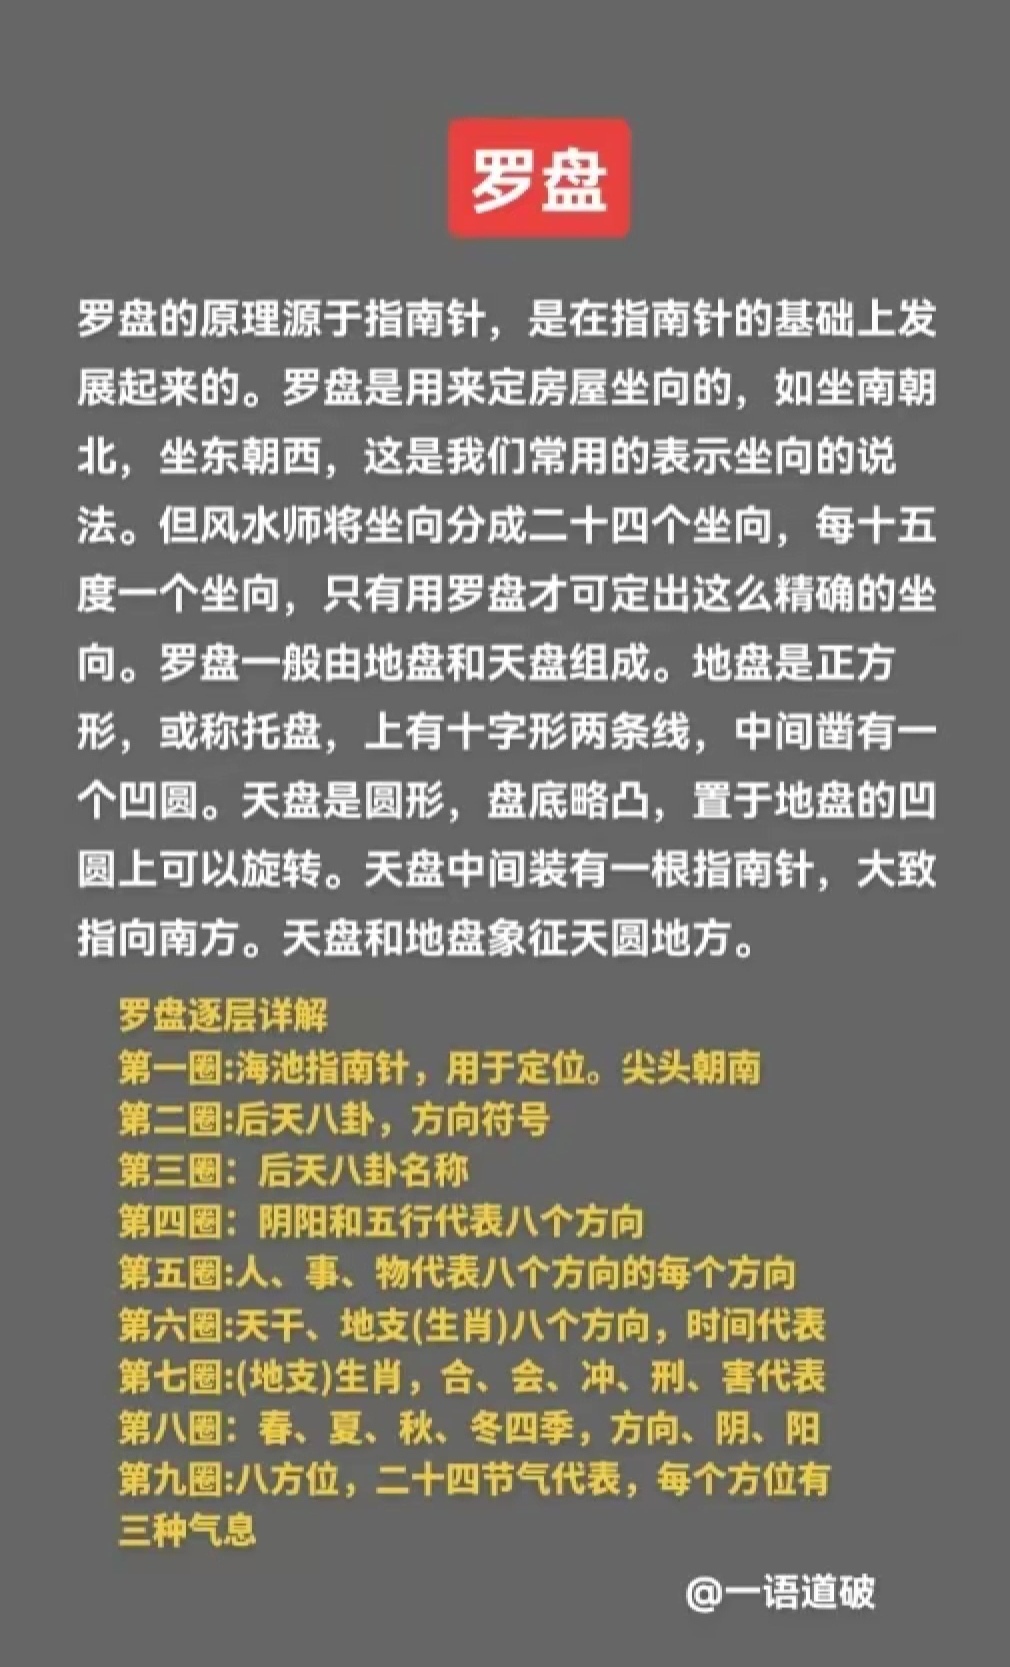 罗盘
罗盘的原理源于指南针，是在指南针的基础上发
展起来的。罗盘是用来定房屋坐向的，如坐南朝
北，坐东朝西，这是我们常用的表示坐向的说
法。但风水师将坐向分成二十四个坐向，每十五
度一个坐向，只有用罗盘才可定出这么精确的坐
向。罗盘一般由地盘和天盘组成。地盘是正方
形，或称托盘，上有十字形两条线，中间凿有一
个凹圆。天盘是圆形，盘底略凸，置于地盘的凹
圆上可以旋转。天盘中间装有一根指南针，大致
指向南方。天盘和地盘象征天圆地方。
罗盘逐层详解
第一圈:海池指南针，用于定位。尖头朝南
第二圈:后天八卦，方向符号
第三圈：后天八卦名称
第四圈：阴阳和五行代表八个方向
第五圈:人、事、物代表八个方向的每个方向
第六圈:天干、地支(生肖)八个方向，时间代表
第七圈:(地支)生肖，合、会、冲、刑、害代表
第八圈：春、夏、秋、冬四季，方向、阴、阳
第九圈:八方位，二十四节气代表，每个方位有
三种气息
@一语道破